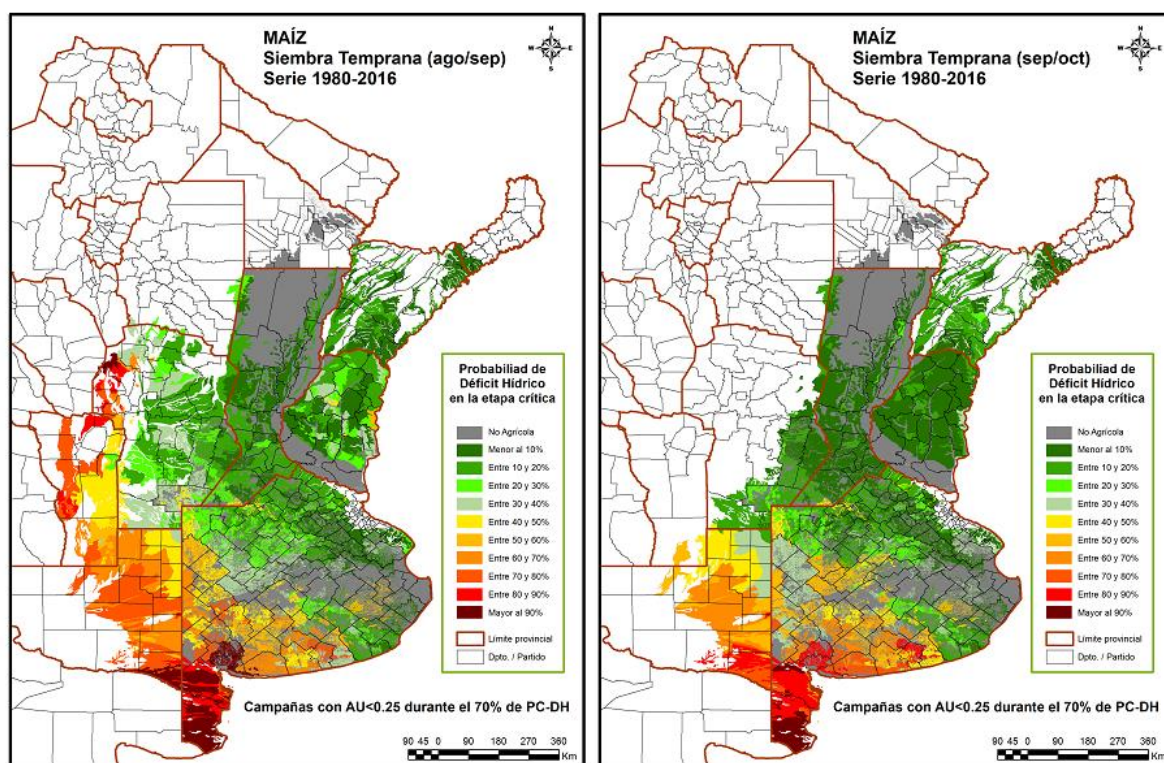 MAÍZ
Siembra Temprana (ago/sep)
Serie 1980-2016
N
W E
S
Probabiliad de
Déficit Hídrico
en la etapa crítica
No Agrícola
Menor al 10%
Entre 10 y 20%
Entre 20 y 30%
Entre 30 y 40%
Entre 40 y 50%
Entre 50 y 60%
Entre 60 y 70%
Entre 70 y 80%
Entre 80 y 90%
Mayor al 90%
Límite provincial
Dpto. / Partido
Campañas con AU<0.25 durante el 70% de PC-DH
90 45 0 90 180 270 360
Km
MAÍZ
Siembra Temprana (sep/oct)
Serie 1980-2016
N
W E
S
Probabiliad de
Déficit Hídrico
en la etapa crítica
No Agrícola
Menor al 10%
Entre 10 y 20%
Entre 20 y 30%
Entre 30 y 40%
Entre 40 y 50%
Entre 50 y 60%
Entre 60 y 70%
Entre 70 y 80%
Entre 80 y 90%
Mayor al 90%
Límite provincial
Dpto. / Partido
Campañas con AU<0.25 durante el 70% de PC-DH
90 45 0 90 180 270 360
Km